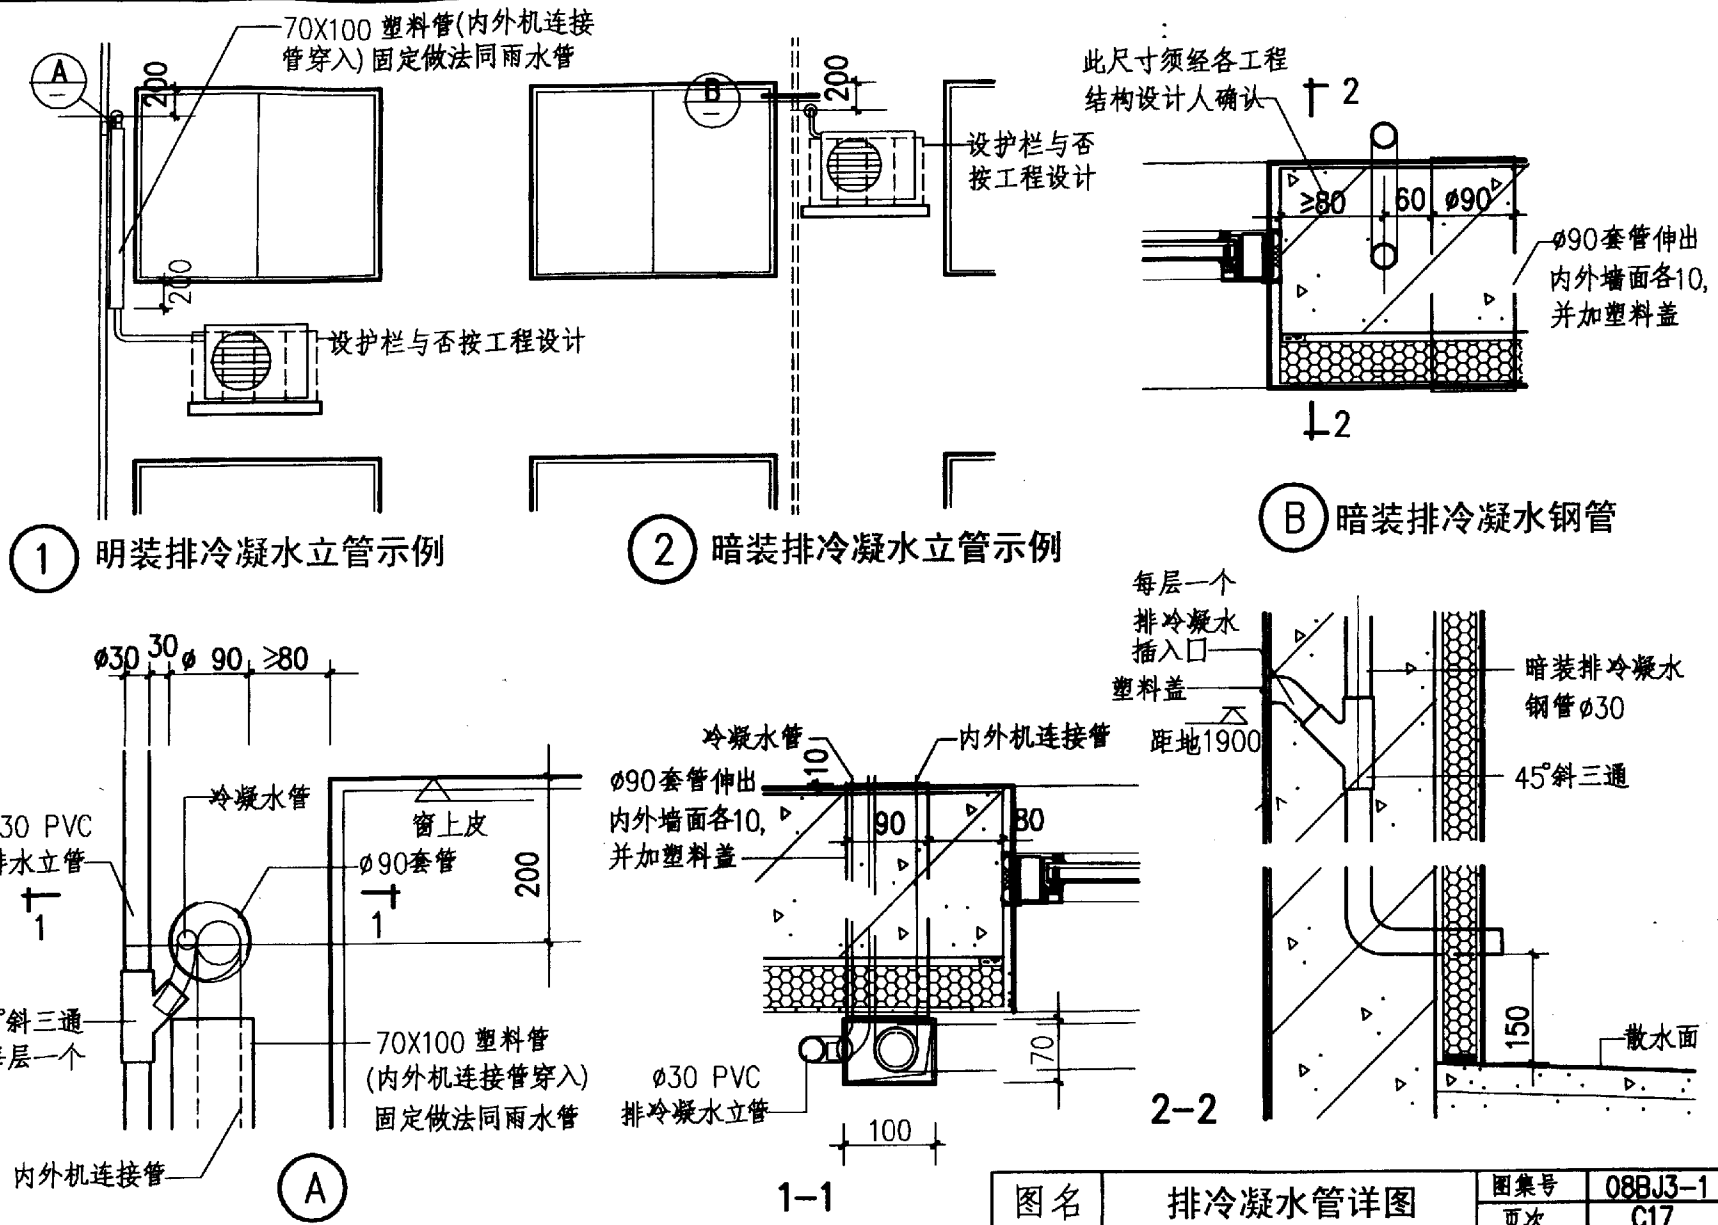 70X100 塑料管(内外机连接
管穿入) 固定做法同雨水管
A
200
200
设护栏与否按工程设计
1 明装排冷凝水立管示例
B
200
设护栏与否
按工程设计
2 暗装排冷凝水立管示例
此尺寸须经各工程
结构设计人确认
2
≥80 60 ø90
ø90套管伸出
内外墙面各10,
并加塑料盖
2
B 暗装排冷凝水钢管
ø30 30 ø 90 ≥80
冷凝水管
窗上皮
30 PVC
排水立管
ø90套管
200
1 1
斜三通
每层一个
70X100 塑料管
(内外机连接管穿入)
固定做法同雨水管
内外机连接管
A
冷凝水管
内外机连接管
10
ø90套管伸出
内外墙面各10,
并加塑料盖
90
80
70
ø30 PVC
排冷凝水立管
100
1-1
每层一个
排冷凝水
插入口
塑料盖
距地1900
暗装排冷凝水
钢管ø30
45°斜三通
150
散水面
2-2
图名 排冷凝水管详图 图集号 08BJ3-1
页次 C17